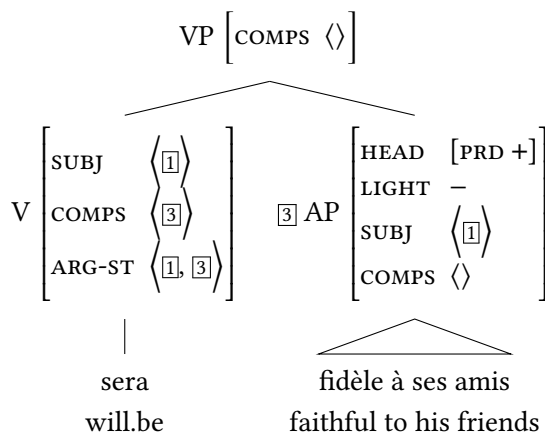 VP [COMPS ⟨⟩]
V [SUBJ ⟨1⟩
COMPS ⟨3⟩
ARG-ST ⟨1, 3⟩]
3 AP [HEAD [PRD +]
LIGHT −
SUBJ ⟨1⟩
COMPS ⟨⟩]
sera
will.be
fidèle à ses amis
faithful to his friends